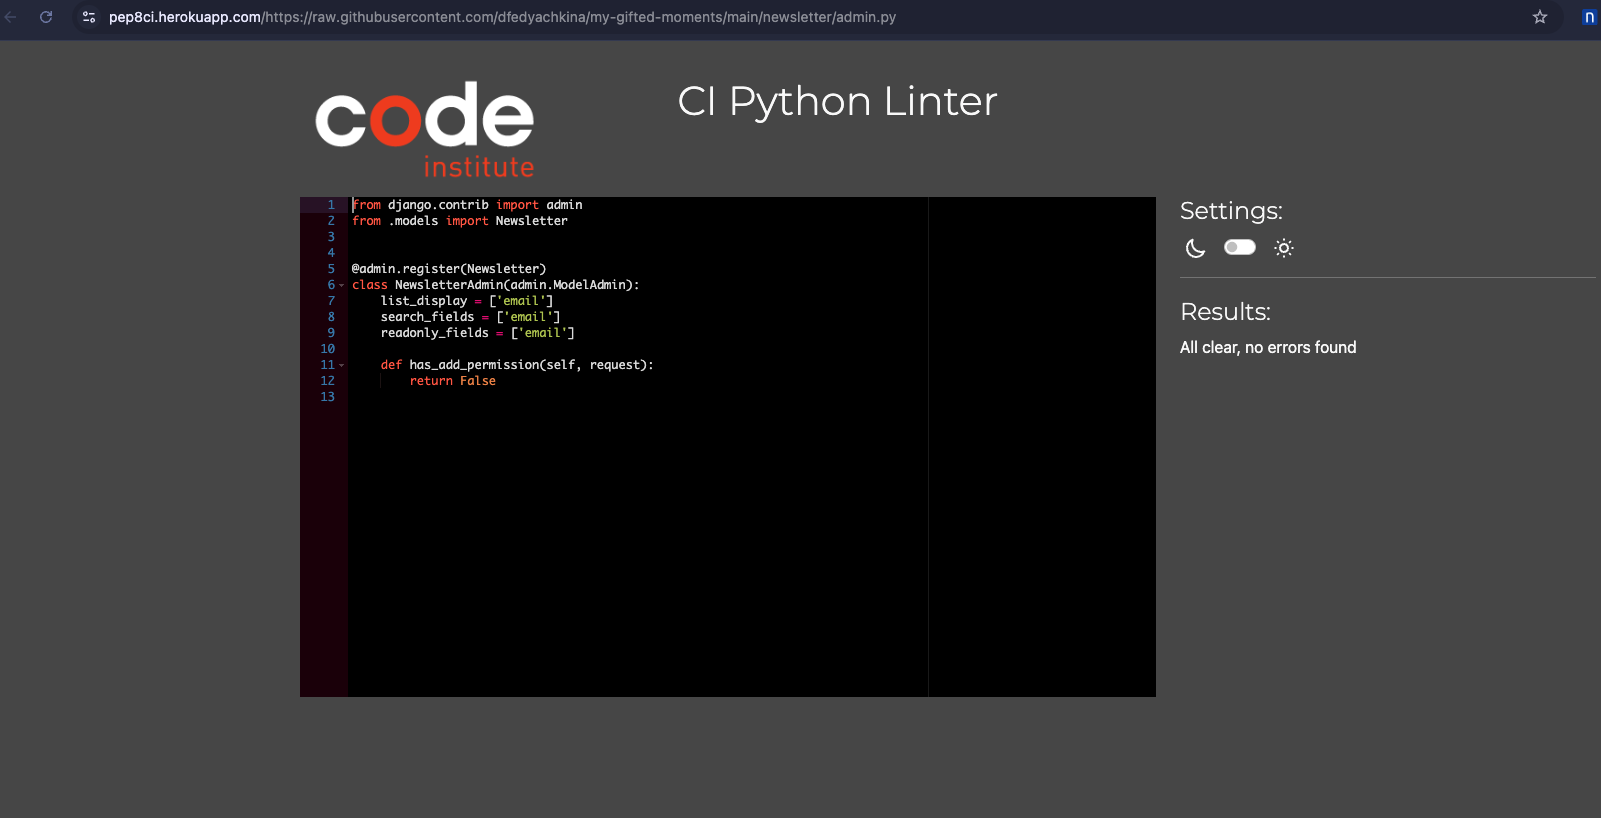 pep8ci.herokuapp.com/https://raw.githubusercontent.com/dfedyachkina/my-gifted-moments/main/newsletter/admin.py
n
code
institute
CI Python Linter
1 from django.contrib import admin
2 from .models import Newsletter
3
4
5 @admin.register(Newsletter)
6 class NewsletterAdmin(admin.ModelAdmin):
7     list_display = ['email']
8     search_fields = ['email']
9     readonly_fields = ['email']
10
11     def has_add_permission(self, request):
12         return False
13
Settings:
Results:
All clear, no errors found